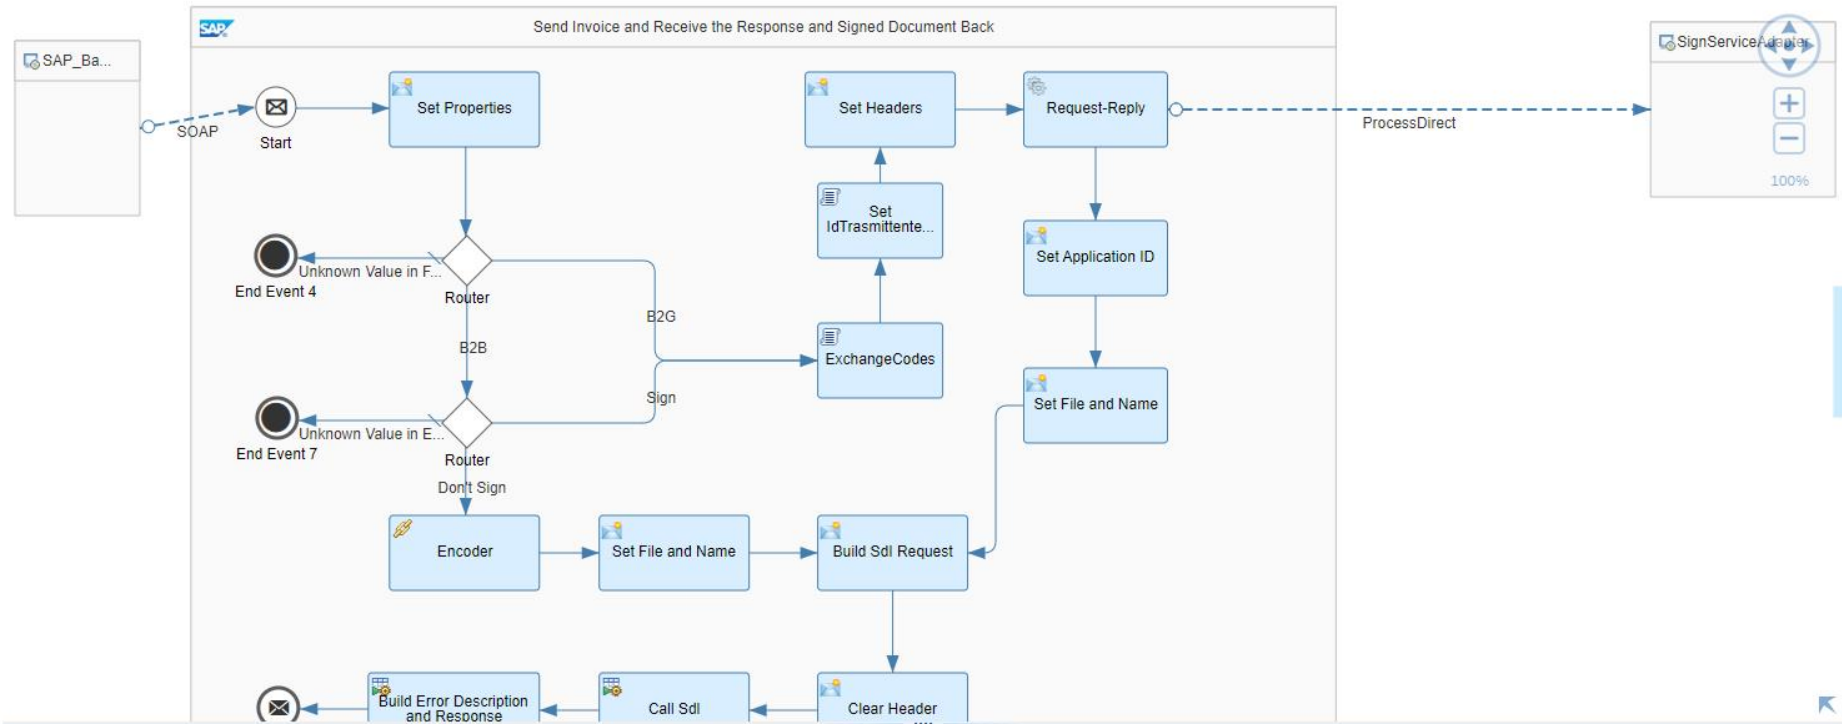 SAP
Send Invoice and Receive the Response and Signed Document Back
SAP_Ba...
SOAP
Start
Set Properties
Set Headers
Request-Reply
ProcessDirect
SignServiceAdapter
100%
Set
IdTrasmittente...
Set Application ID
Unknown Value in F...
End Event 4
Router
B2G
B2B
ExchangeCodes
Sign
Set File and Name
Unknown Value in E...
End Event 7
Router
Don't Sign
Encoder
Set File and Name
Build SdI Request
Build Error Description
and Response
Call SdI
Clear Header